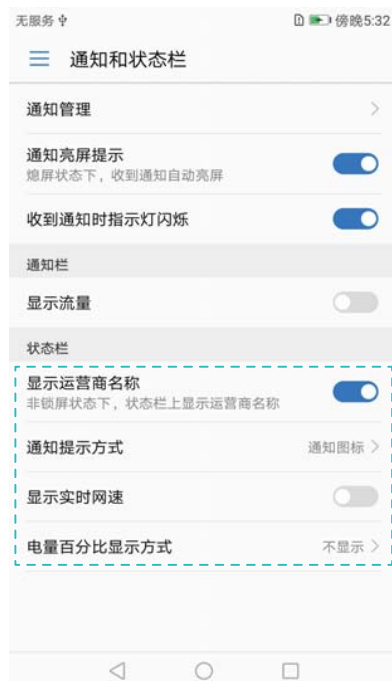 无服务
傍晚5:32
通知和状态栏
通知管理
通知亮屏提示
熄屏状态下，收到通知自动亮屏
收到通知时指示灯闪烁
通知栏
显示流量
状态栏
显示运营商名称
非锁屏状态下，状态栏上显示运营商名称
通知提示方式
通知图标
显示实时网速
电量百分比显示方式
不显示